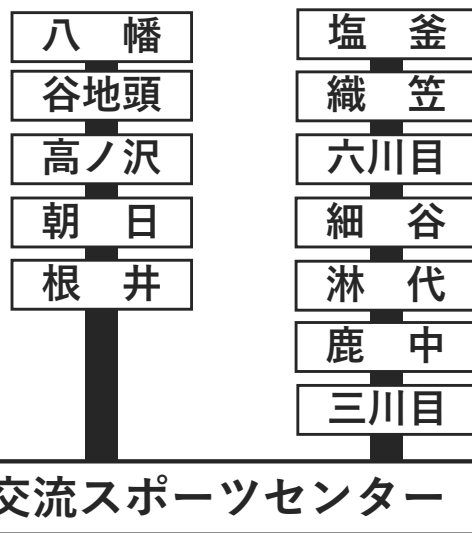 八　幡
谷地頭
高ノ沢
朝　日
根　井
塩　釜
織　笠
六川目
細　谷
淋　代
鹿　中
三川目
交流スポーツセンター